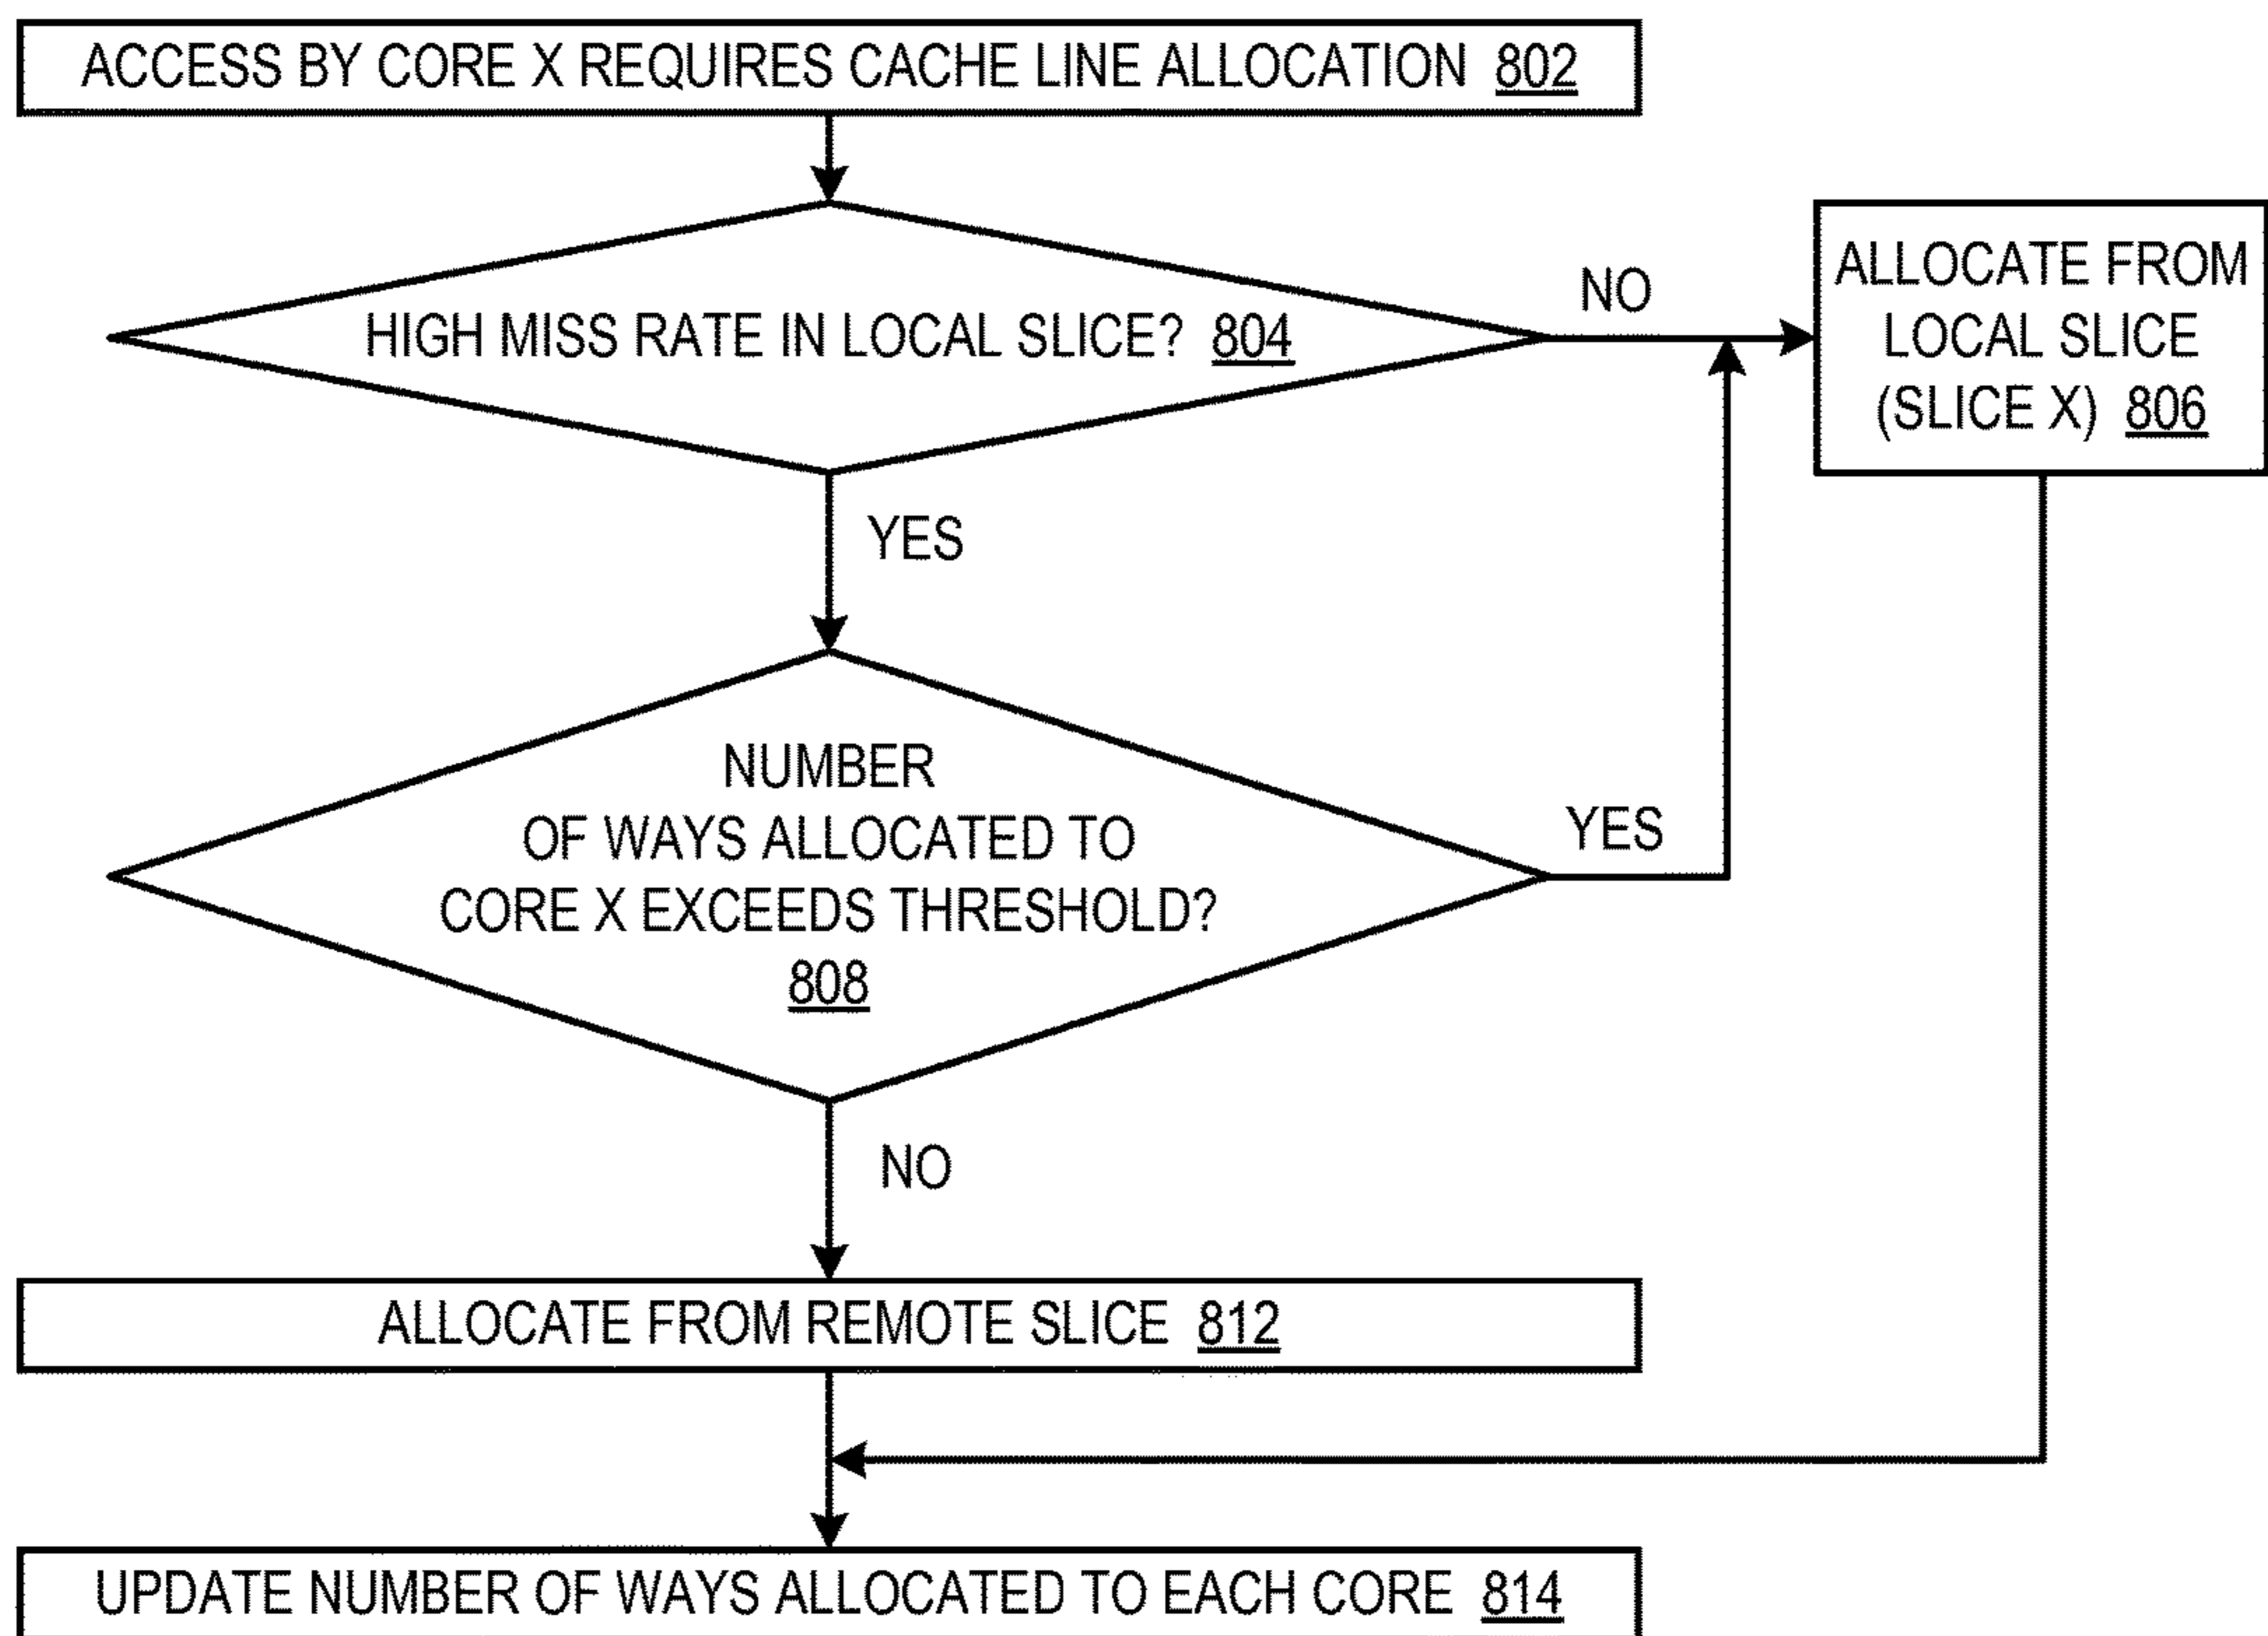 ACCESS BY CORE X REQUIRES CACHE LINE ALLOCATION 802
HIGH MISS RATE IN LOCAL SLICE? 804
NO
ALLOCATE FROM
LOCAL SLICE
(SLICE X) 806
YES
NUMBER
OF WAYS ALLOCATED TO
CORE X EXCEEDS THRESHOLD?
808
YES
NO
ALLOCATE FROM REMOTE SLICE 812
UPDATE NUMBER OF WAYS ALLOCATED TO EACH CORE 814